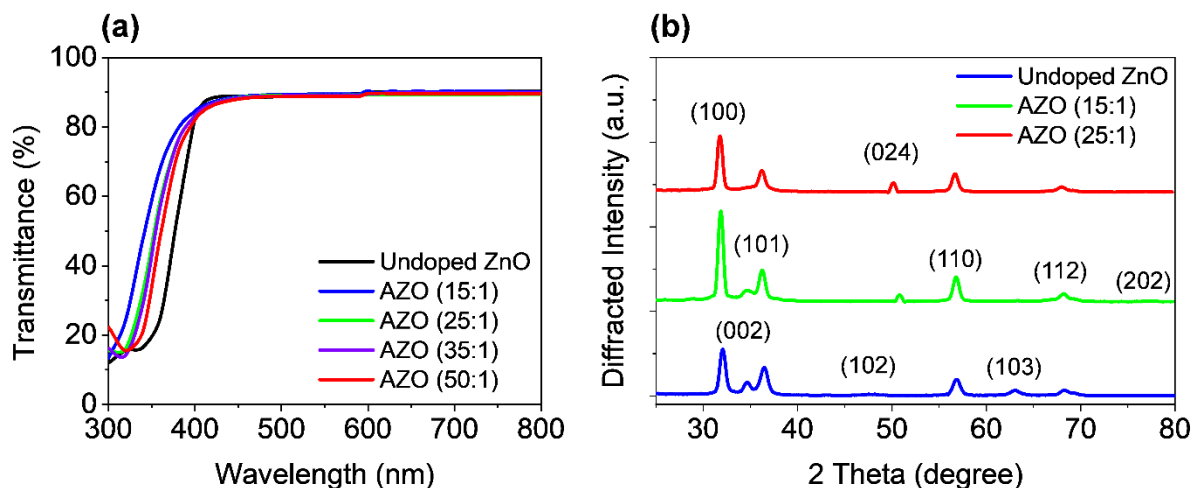 (a)
100
80
60
40
20
0
Transmittance (%)
Undoped ZnO
AZO (15:1)
AZO (25:1)
AZO (35:1)
AZO (50:1)
300 400 500 600 700 800
Wavelength (nm)
(b)
Diffracted Intensity (a.u.)
Undoped ZnO
AZO (15:1)
AZO (25:1)
(100)
(024)
(101)
(110)
(112)
(202)
(002)
(102)
(103)
30 40 50 60 70 80
2 Theta (degree)